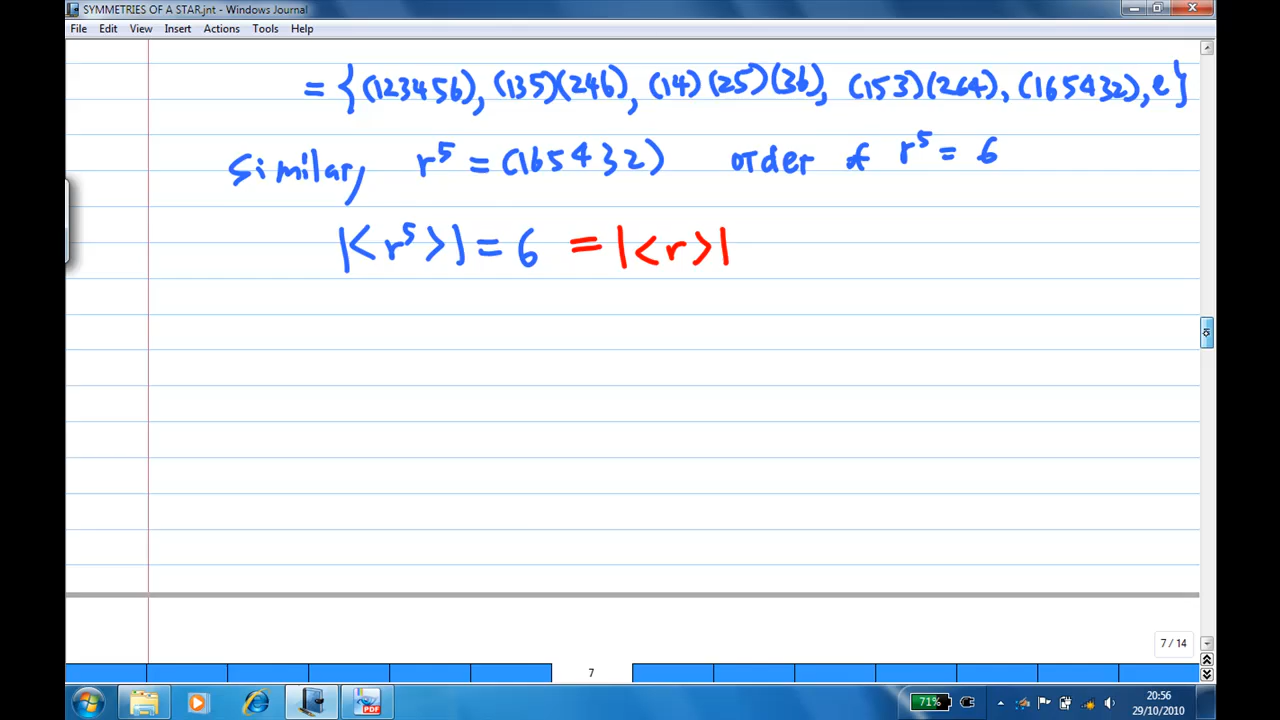 SYMMETRIES OF A STAR.jnt - Windows Journal
File Edit View Insert Actions Tools Help
= {(123456), (135)(246), (14)(25)(36), (153)(264), (165432), e}
Similar, r⁵ = (165432) order of r⁵ = 6
|<r⁵>| = 6 = |<r>|
7 / 14
7
PDF
71%
20:56
29/10/2010